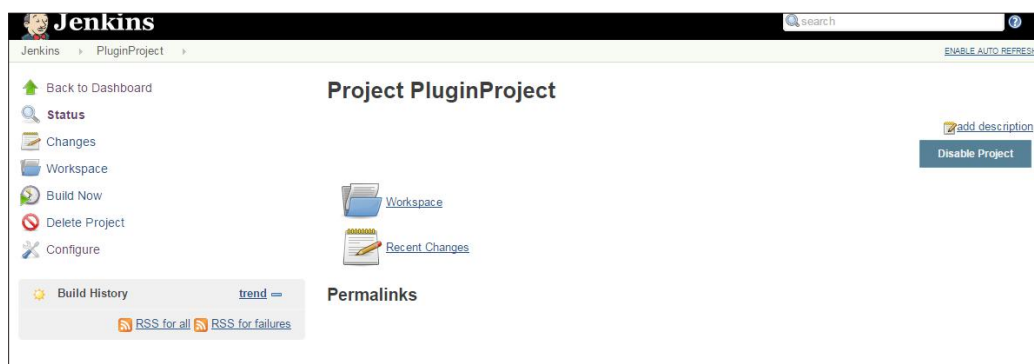 Jenkins
search
Jenkins PluginProject
ENABLE AUTO REFRESH
Back to Dashboard
Status
Changes
Workspace
Build Now
Delete Project
Configure
Build History trend
RSS for all RSS for failures
Project PluginProject
add description
Disable Project
Workspace
Recent Changes
Permalinks